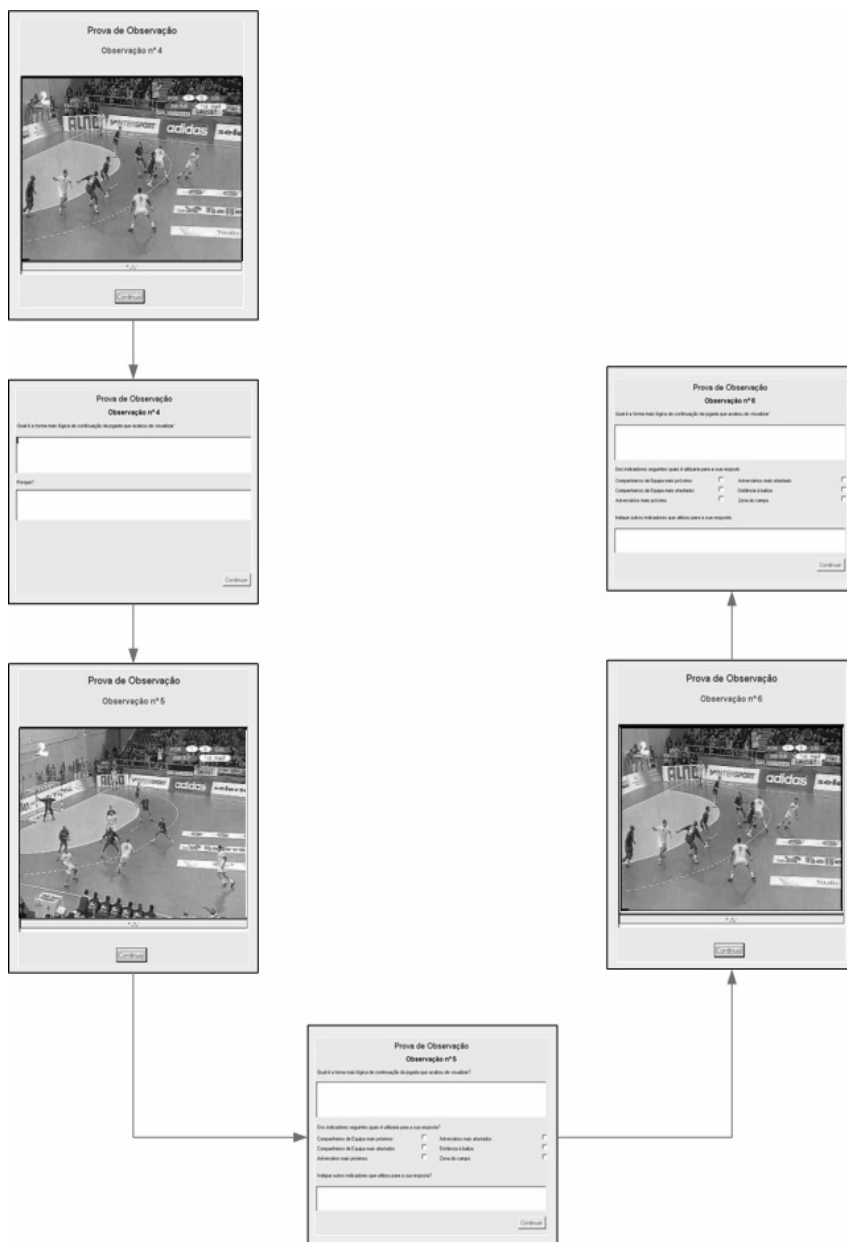 Prova de Observação
Observação nº 4
adidas
Continuar
Prova de Observação
Observação nº 4
Qual é a forma mais lógica de continuação da jogada que acabou de visualizar?
Porque?
Continuar
Prova de Observação
Observação nº 5
adidas
Continuar
Prova de Observação
Observação nº 5
Qual é a forma mais lógica de continuação da jogada que acabou de visualizar?
Dos indicadores seguintes quais é utilizaria para a sua resposta?
Companheiros de Equipa mais próximos Adversários mais afastados
Companheiros de Equipa mais afastados Distância à baliza
Adversários mais próximos Zona do campo
Indique outros indicadores que utilizou para a sua resposta?
Continuar
Prova de Observação
Observação nº 6
adidas
Continuar
Prova de Observação
Observação nº 6
Qual é a forma mais lógica de continuação da jogada que acabou de visualizar?
Dos indicadores seguintes quais é utilizaria para a sua respost
Companheiros de Equipa mais próximos Adversários mais afastado
Companheiros de Equipa mais afastados Distância à baliza
Adversários mais próximo Zona do campo
Indique outros indicadores que utilizou para a sua resposta
Continuar